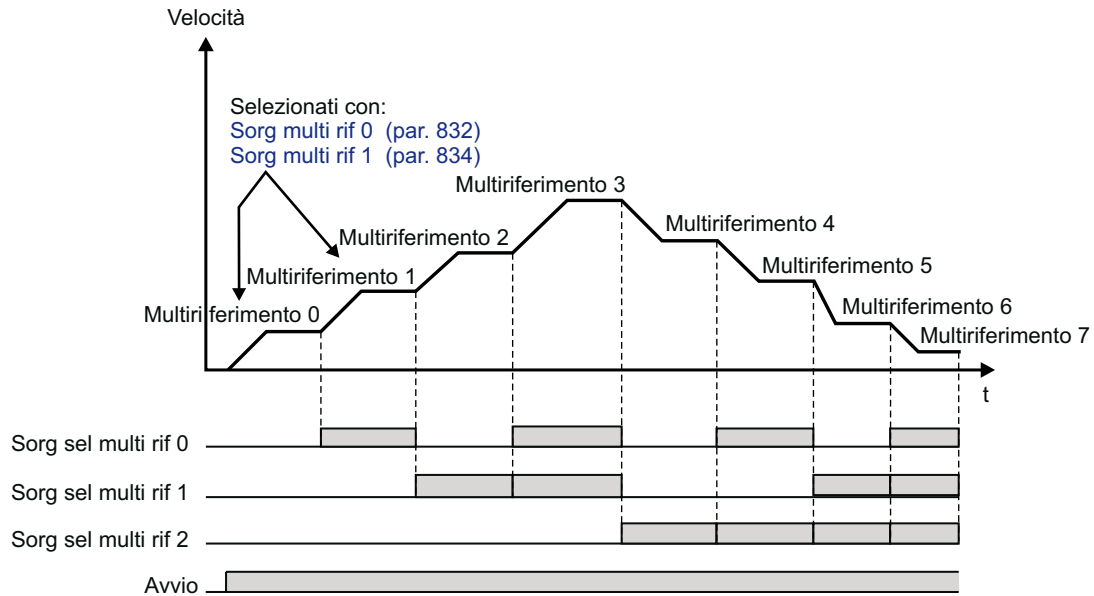 Velocità
Selezionati con:
Sorg multi rif 0 (par. 832)
Sorg multi rif 1 (par. 834)
Multiriferimento 3
Multiriferimento 4
Multiriferimento 2
Multiriferimento 5
Multiriferimento 1
Multiriferimento 6
Multiriferimento 0
Multiriferimento 7
t
Sorg sel multi rif 0
Sorg sel multi rif 1
Sorg sel multi rif 2
Avvio